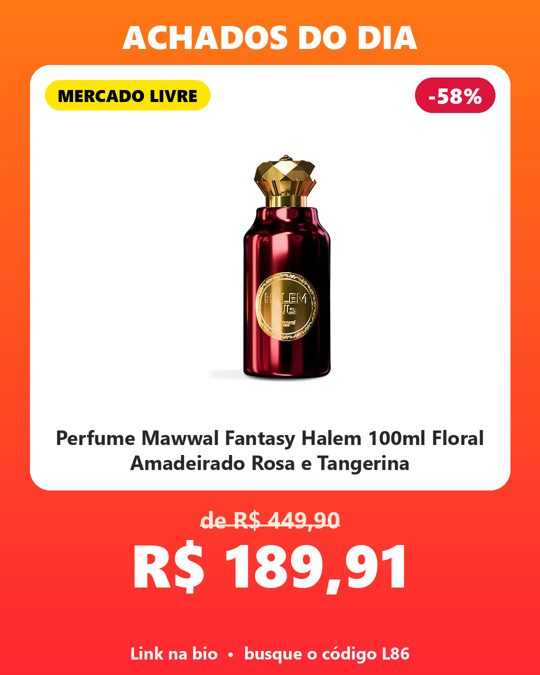 ACHADOS DO DIA
MERCADO LIVRE
-58%
HALEM
Perfume Mawwal Fantasy Halem 100ml Floral
Amadeirado Rosa e Tangerina
de R$ 449,90
R$ 189,91
Link na bio • busque o código L86